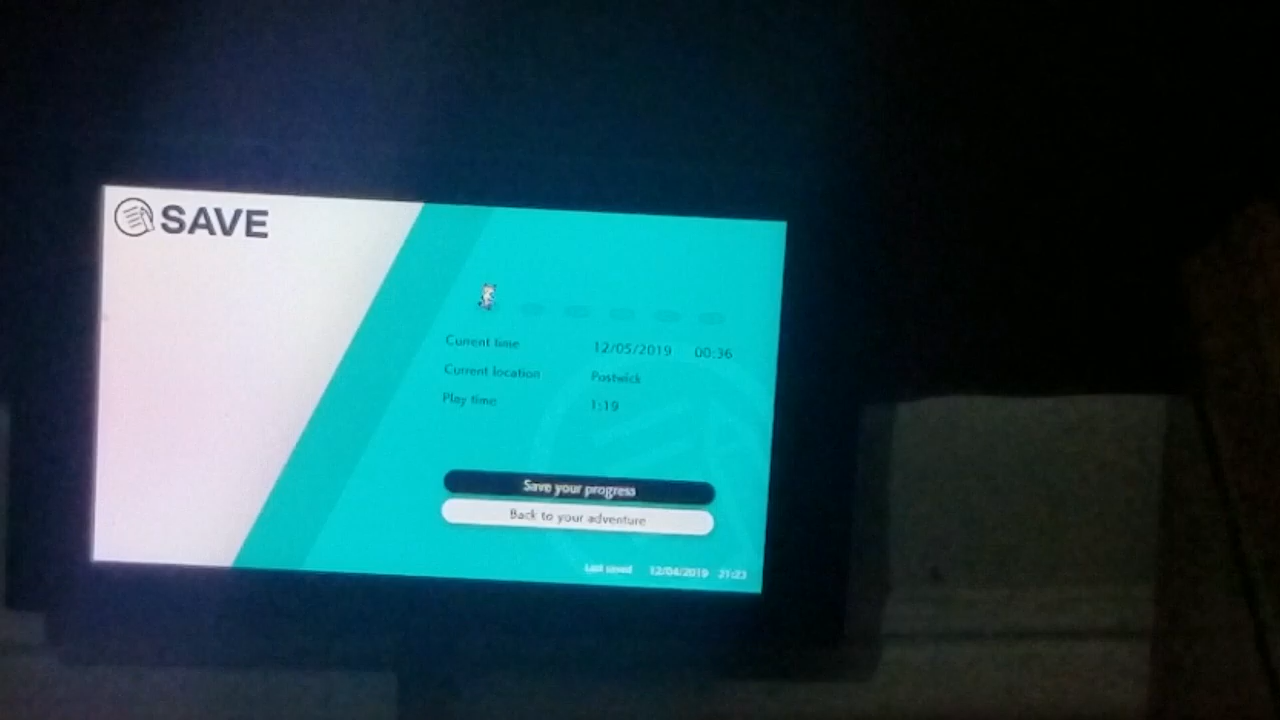 SAVE
Current time 12/05/2019 00:36
Current location Postwick
Play time 1:19
Save your progress
Back to your adventure
Last saved 12/04/2019 21:23